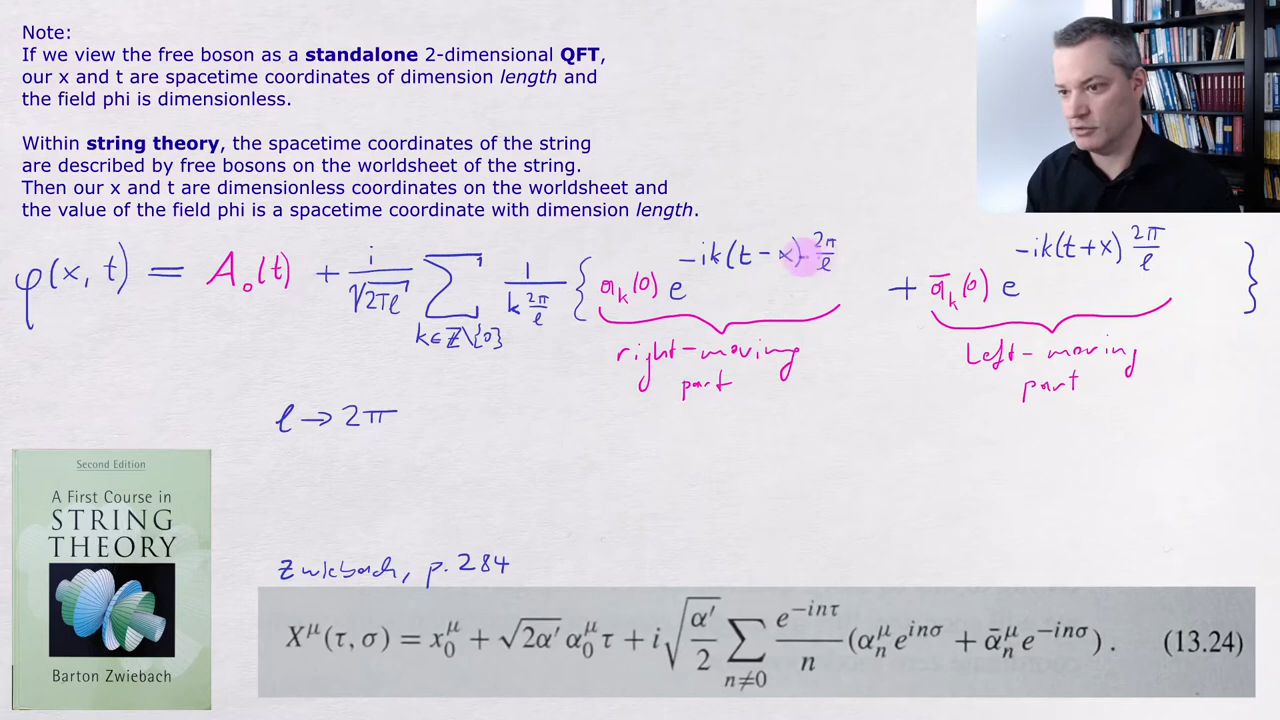 Note:
If we view the free boson as a standalone 2-dimensional QFT,
our x and t are spacetime coordinates of dimension length and
the field phi is dimensionless.
Within string theory, the spacetime coordinates of the string
are described by free bosons on the worldsheet of the string.
Then our x and t are dimensionless coordinates on the worldsheet and
the value of the field phi is a spacetime coordinate with dimension length.
φ(x, t) = A₀(t) + i/√(2πℓ) ∑_{k∈ℤ\{0}} 1/(k 2π/ℓ) { a_k(0) e^{-ik(t-x)·2π/ℓ} + ā_k(0) e^{-ik(t+x) 2π/ℓ} }
right-moving part
Left-moving part
ℓ → 2π
Second Edition
A First Course in
STRING
THEORY
Barton Zwiebach
Zwiebach, p. 284
X^μ(τ, σ) = x₀^μ + √(2α′) α₀^μ τ + i √(α′/2) ∑_{n≠0} e^{-inτ}/n (α_n^μ e^{inσ} + ᾱ_n^μ e^{-inσ}) . (13.24)